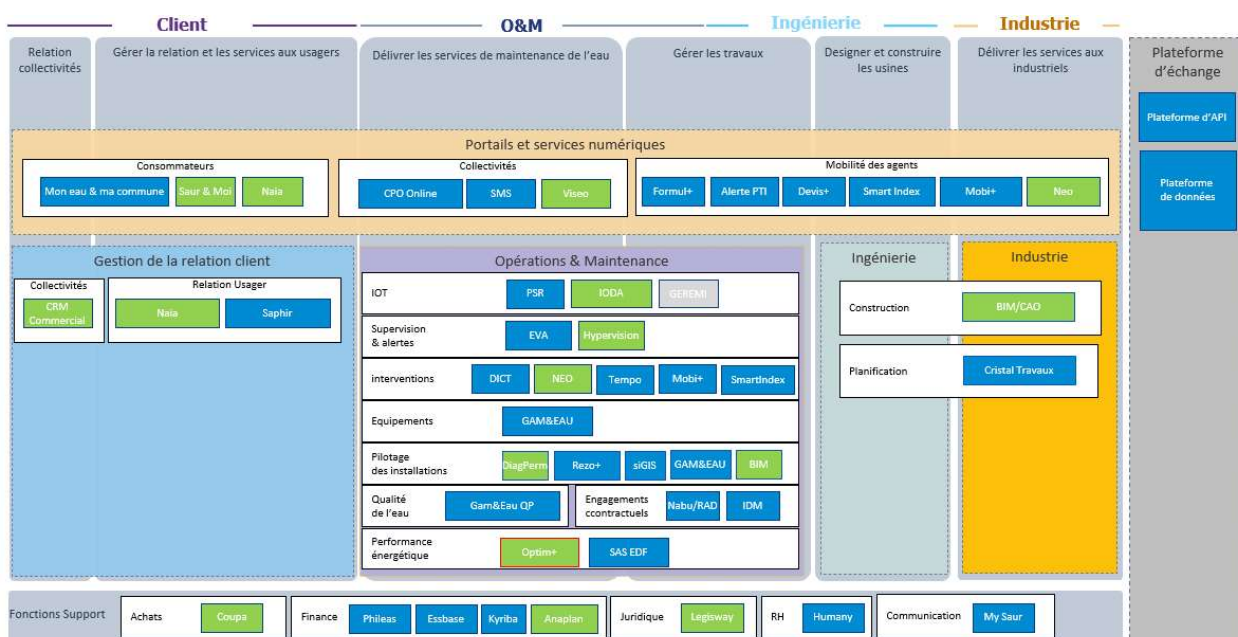 Client
O&M
Ingénierie
Industrie
Relation
collectivités
Gérer la relation et les services aux usagers
Délivrer les services de maintenance de l'eau
Gérer les travaux
Designer et construire
les usines
Délivrer les services aux
industriels
Plateforme
d'échange
Plateforme d'API
Plateforme
de données
Portails et services numériques
Consommateurs
Mon eau & ma commune
Saur & Moi
Naia
Collectivités
CPO Online
SMS
Viseo
Mobilité des agents
Formul+
Alerte PTI
Devis+
Smart Index
Mobi+
Neo
Gestion de la relation client
Collectivités
CRM
Commercial
Relation Usager
Naia
Saphir
Opérations & Maintenance
IOT
PSR
IODA
GEREMI
Supervision
& alertes
EVA
Hypervision
interventions
DICT
NEO
Tempo
Mobi+
SmartIndex
Equipements
GAM&EAU
Pilotage
des installations
DiagPerm
Rezo+
siGIS
GAM&EAU
BIM
Qualité
de l'eau
Gam&Eau QP
Engagements
ccontractuels
Nabu/RAD
IDM
Performance
énergétique
Optim+
SAS EDF
Ingénierie
Industrie
Construction
BIM/CAO
Planification
Cristal Travaux
Fonctions Support
Achats
Coupa
Finance
Phileas
Essbase
Kyriba
Anaplan
Juridique
Legisway
RH
Humany
Communication
My Saur